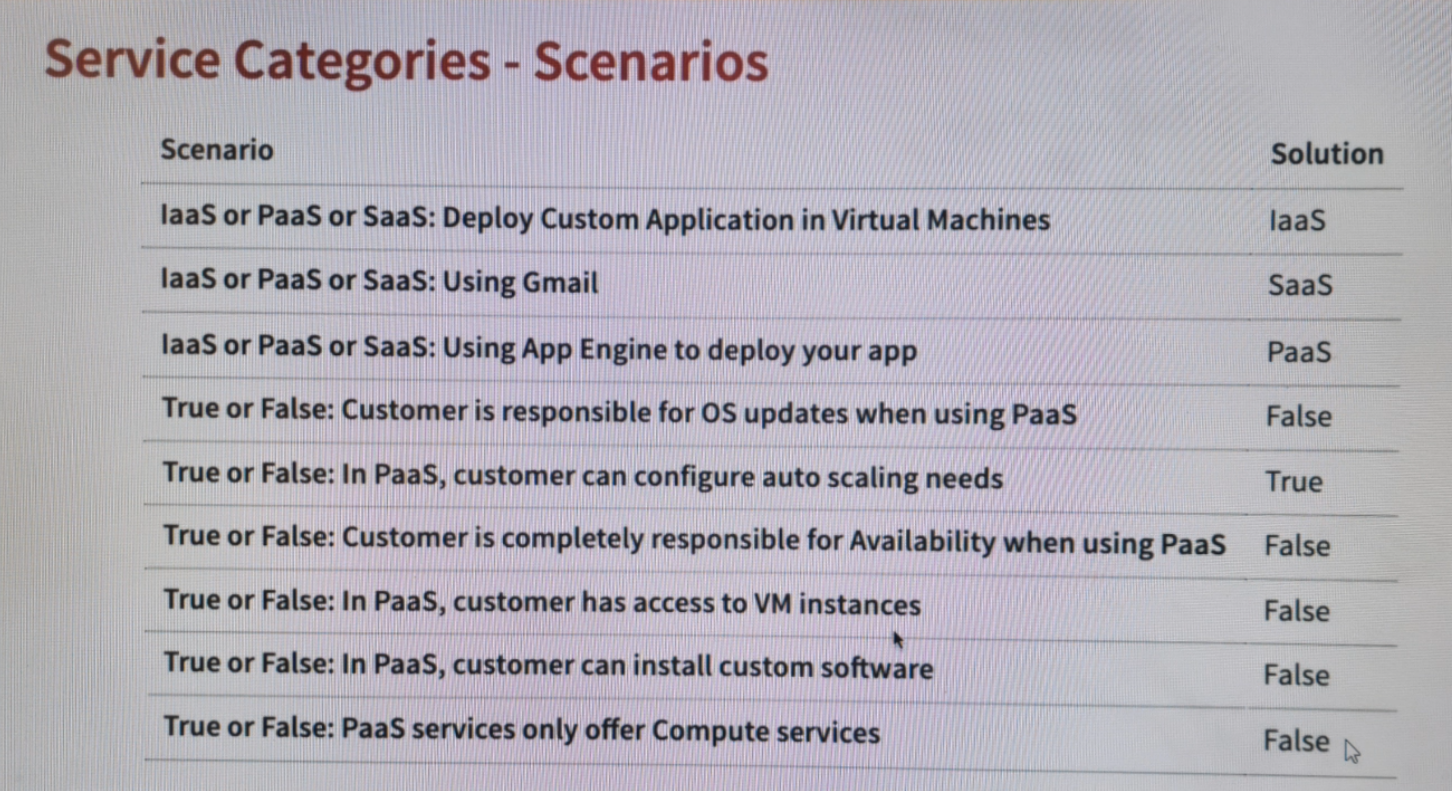 Service Categories - Scenarios
Scenario Solution
IaaS or PaaS or SaaS: Deploy Custom Application in Virtual Machines IaaS
IaaS or PaaS or SaaS: Using Gmail SaaS
IaaS or PaaS or SaaS: Using App Engine to deploy your app PaaS
True or False: Customer is responsible for OS updates when using PaaS False
True or False: In PaaS, customer can configure auto scaling needs True
True or False: Customer is completely responsible for Availability when using PaaS False
True or False: In PaaS, customer has access to VM instances False
True or False: In PaaS, customer can install custom software False
True or False: PaaS services only offer Compute services False